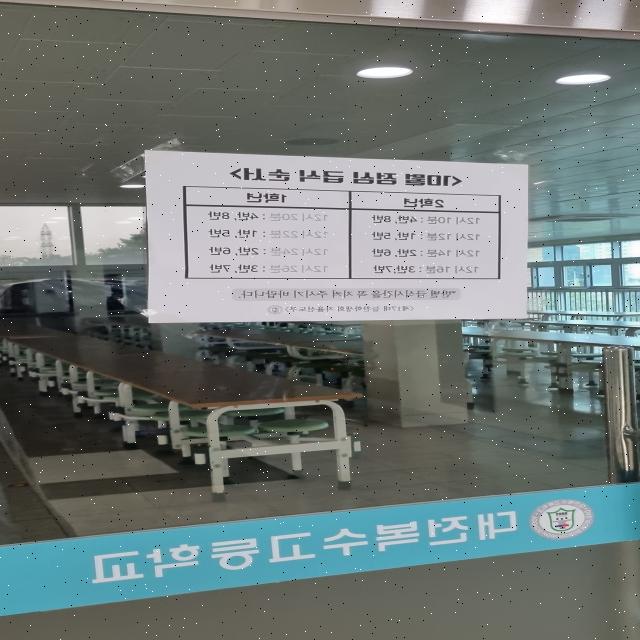 <10월 점심 급식 순서>
2학년 1학년
12시 10분 : 4반, 8반 12시 20분 : 4반, 8반
12시 12분 : 1반, 5반 12시 22분 : 1반, 5반
12시 14분 : 2반, 6반 12시 24분 : 2반, 6반
12시 16분 : 3반, 7반 12시 26분 : 3반, 7반
*반별 급식시간을 꼭 지켜 주시기 바랍니다.
대전복수고등학교